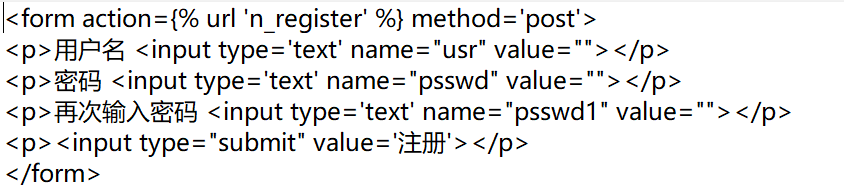 <form action={% url 'n_register' %} method='post'>
<p>用户名 <input type='text' name="usr" value=""></p>
<p>密码 <input type='text' name="psswd" value=""></p>
<p>再次输入密码 <input type='text' name="psswd1" value=""></p>
<p><input type="submit" value='注册'></p>
</form>